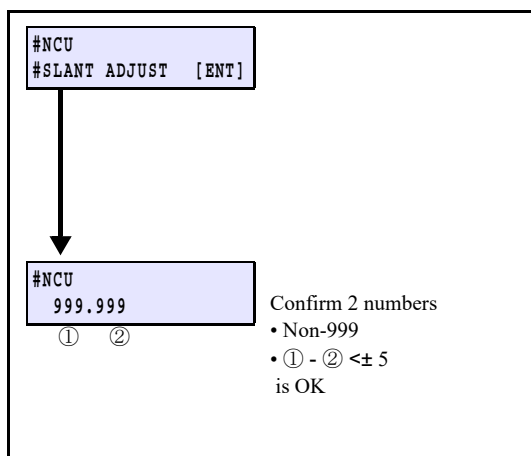 #NCU
#SLANT ADJUST [ENT]
#NCU
999.999
① ②
Confirm 2 numbers
• Non-999
• ① - ② <± 5
is OK